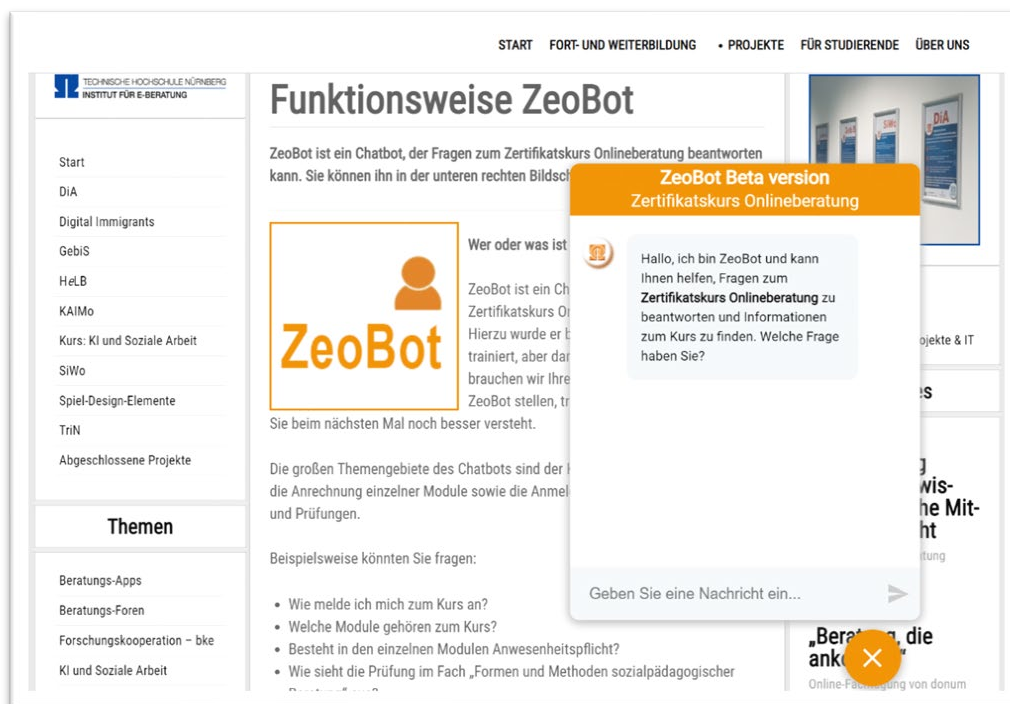 START FORT- UND WEITERBILDUNG • PROJEKTE FÜR STUDIERENDE ÜBER UNS
TECHNISCHE HOCHSCHULE NÜRNBERG
INSTITUT FÜR E-BERATUNG
Start
DiA
Digital Immigrants
GebiS
HeLB
KAIMo
Kurs: KI und Soziale Arbeit
SiWo
Spiel-Design-Elemente
TriN
Abgeschlossene Projekte
Themen
Beratungs-Apps
Beratungs-Foren
Forschungskooperation – bke
KI und Soziale Arbeit
Funktionsweise ZeoBot
ZeoBot ist ein Chatbot, der Fragen zum Zertifikatskurs Onlineberatung beantworten
kann. Sie können ihn in der unteren rechten Bildsch
ZeoBot
Wer oder was ist
ZeoBot ist ein Ch
Zertifikatskurs On
Hierzu wurde er b
trainiert, aber dar
brauchen wir Ihre
ZeoBot stellen, tr
Sie beim nächsten Mal noch besser versteht.
Die großen Themengebiete des Chatbots sind der
die Anrechnung einzelner Module sowie die Anmel
und Prüfungen.
Beispielsweise könnten Sie fragen:
• Wie melde ich mich zum Kurs an?
• Welche Module gehören zum Kurs?
• Besteht in den einzelnen Modulen Anwesenheitspflicht?
• Wie sieht die Prüfung im Fach „Formen und Methoden sozialpädagogischer
ZeoBot Beta version
Zertifikatskurs Onlineberatung
Hallo, ich bin ZeoBot und kann
Ihnen helfen, Fragen zum
Zertifikatskurs Onlineberatung zu
beantworten und Informationen
zum Kurs zu finden. Welche Frage
haben Sie?
Geben Sie eine Nachricht ein...
DiA
ojekte & IT
es
g
wis-
he Mit-
ht
tung
„Beratung, die
ank
Online-Fachtagung von donum